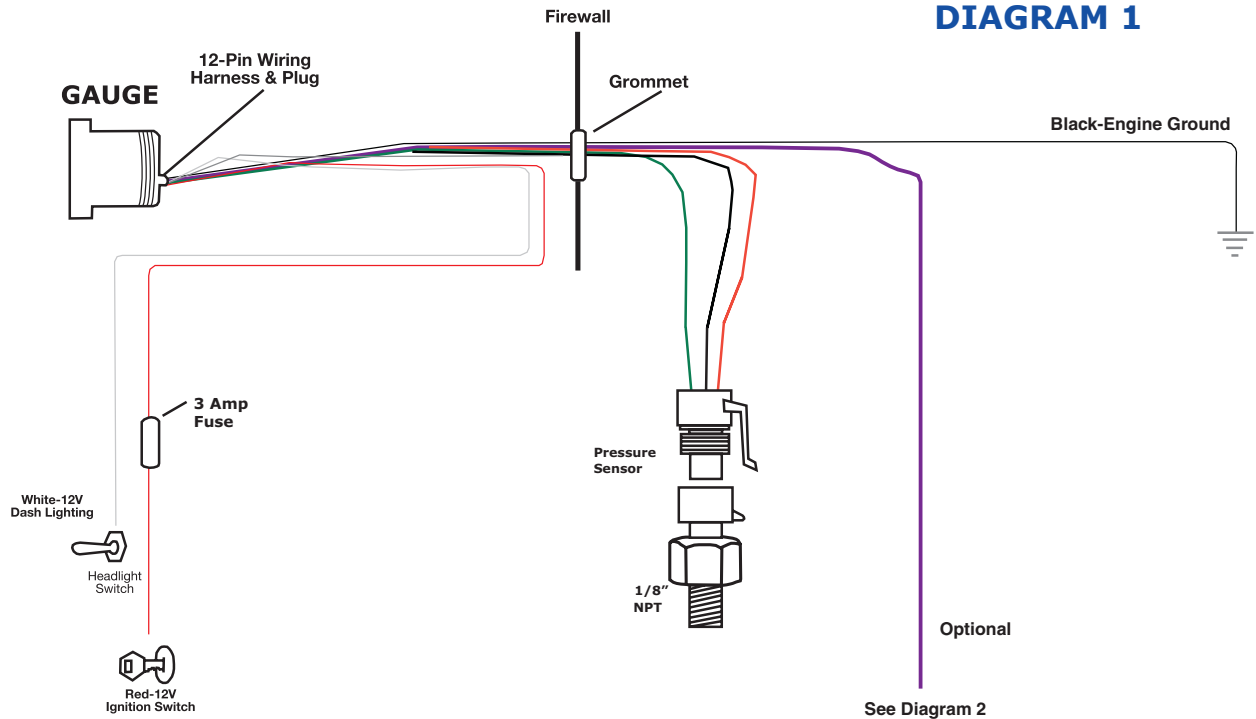 DIAGRAM 1
Firewall
12-Pin Wiring
Harness & Plug
Grommet
GAUGE
Black-Engine Ground
3 Amp
Fuse
Pressure
Sensor
White-12V
Dash Lighting
Headlight
Switch
1/8”
NPT
Optional
Red-12V
Ignition Switch
See Diagram 2